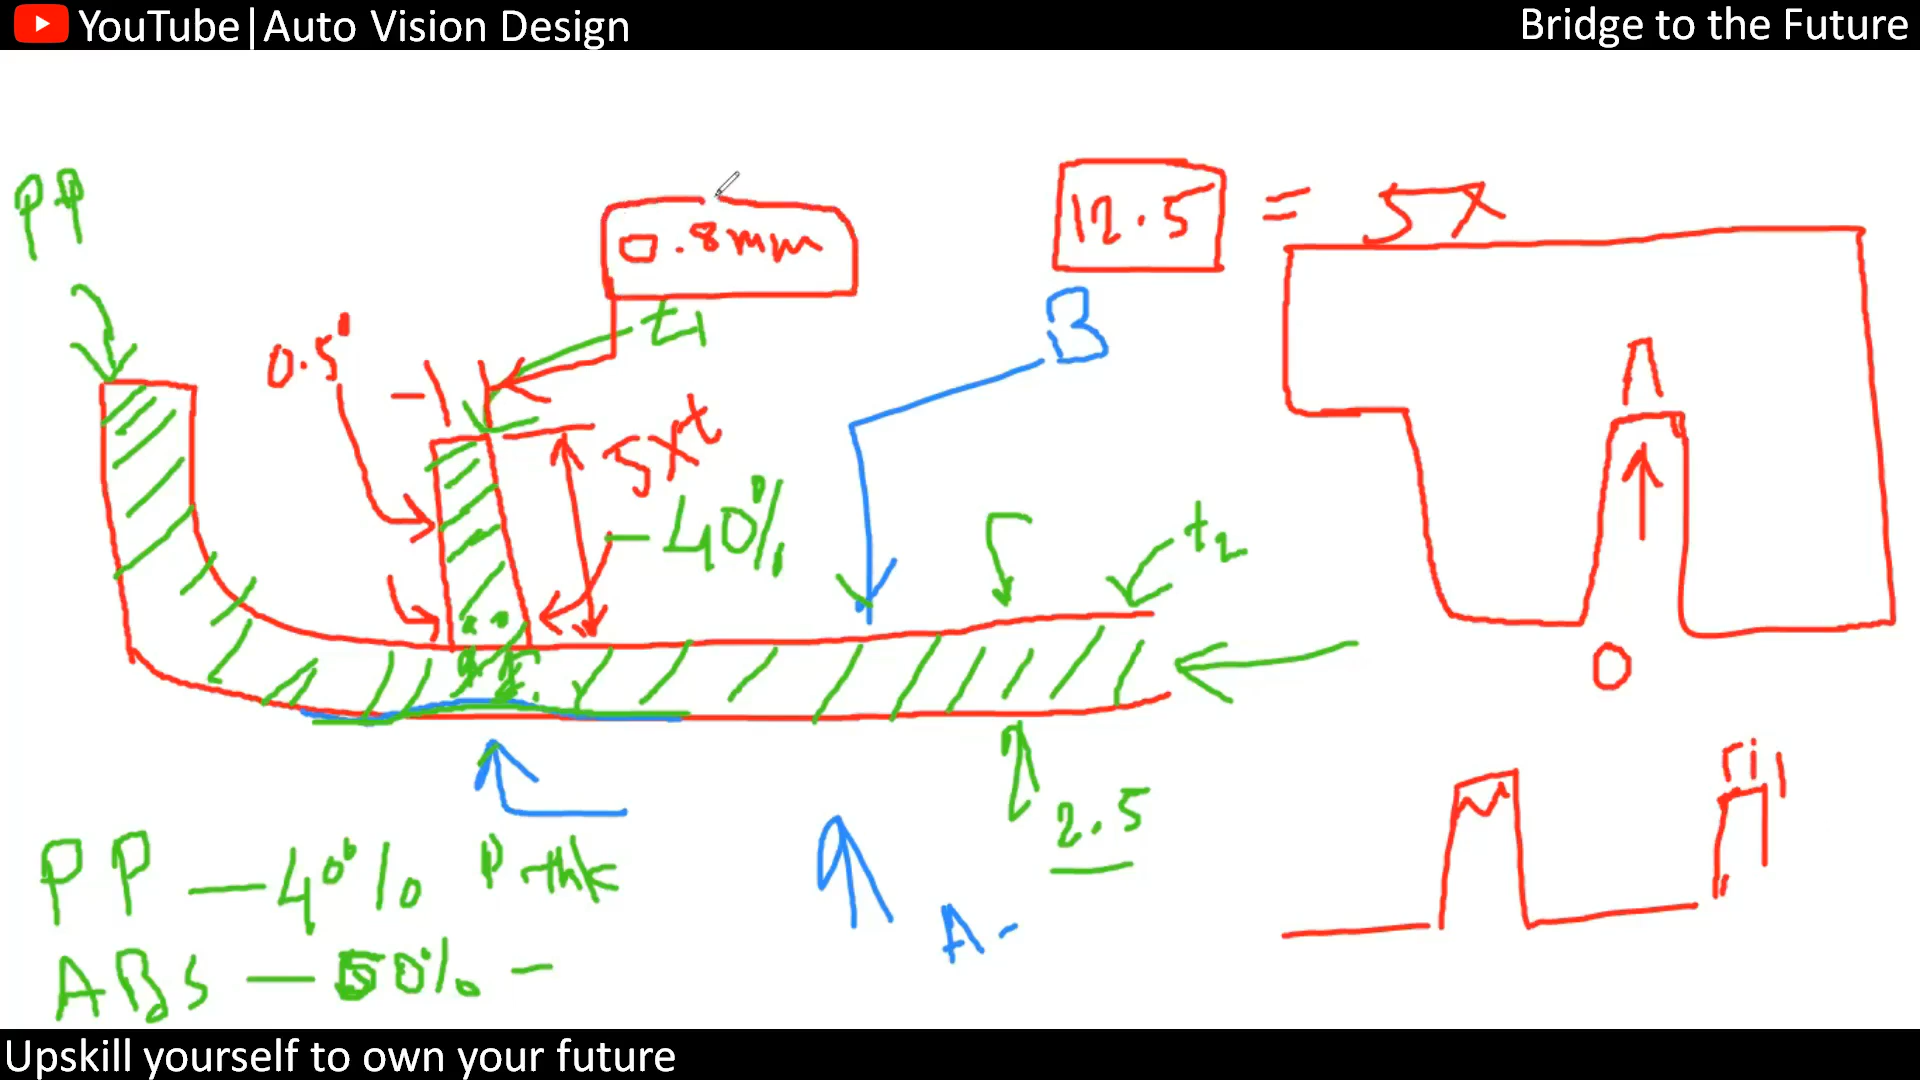 YouTube|Auto Vision Design
Bridge to the Future
PP
0.8mm
12.5 = 5x
t1
B
0.5°
5xt
-40%
t2
2.5
PP - 40% P-thk
A-
ABS - 50% -
Upskill yourself to own your future